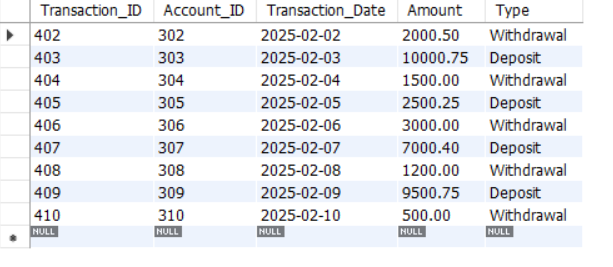 Transaction_ID Account_ID Transaction_Date Amount Type
402 302 2025-02-02 2000.50 Withdrawal
403 303 2025-02-03 10000.75 Deposit
404 304 2025-02-04 1500.00 Withdrawal
405 305 2025-02-05 2500.25 Deposit
406 306 2025-02-06 3000.00 Withdrawal
407 307 2025-02-07 7000.40 Deposit
408 308 2025-02-08 1200.00 Withdrawal
409 309 2025-02-09 9500.75 Deposit
410 310 2025-02-10 500.00 Withdrawal
NULL NULL NULL NULL NULL